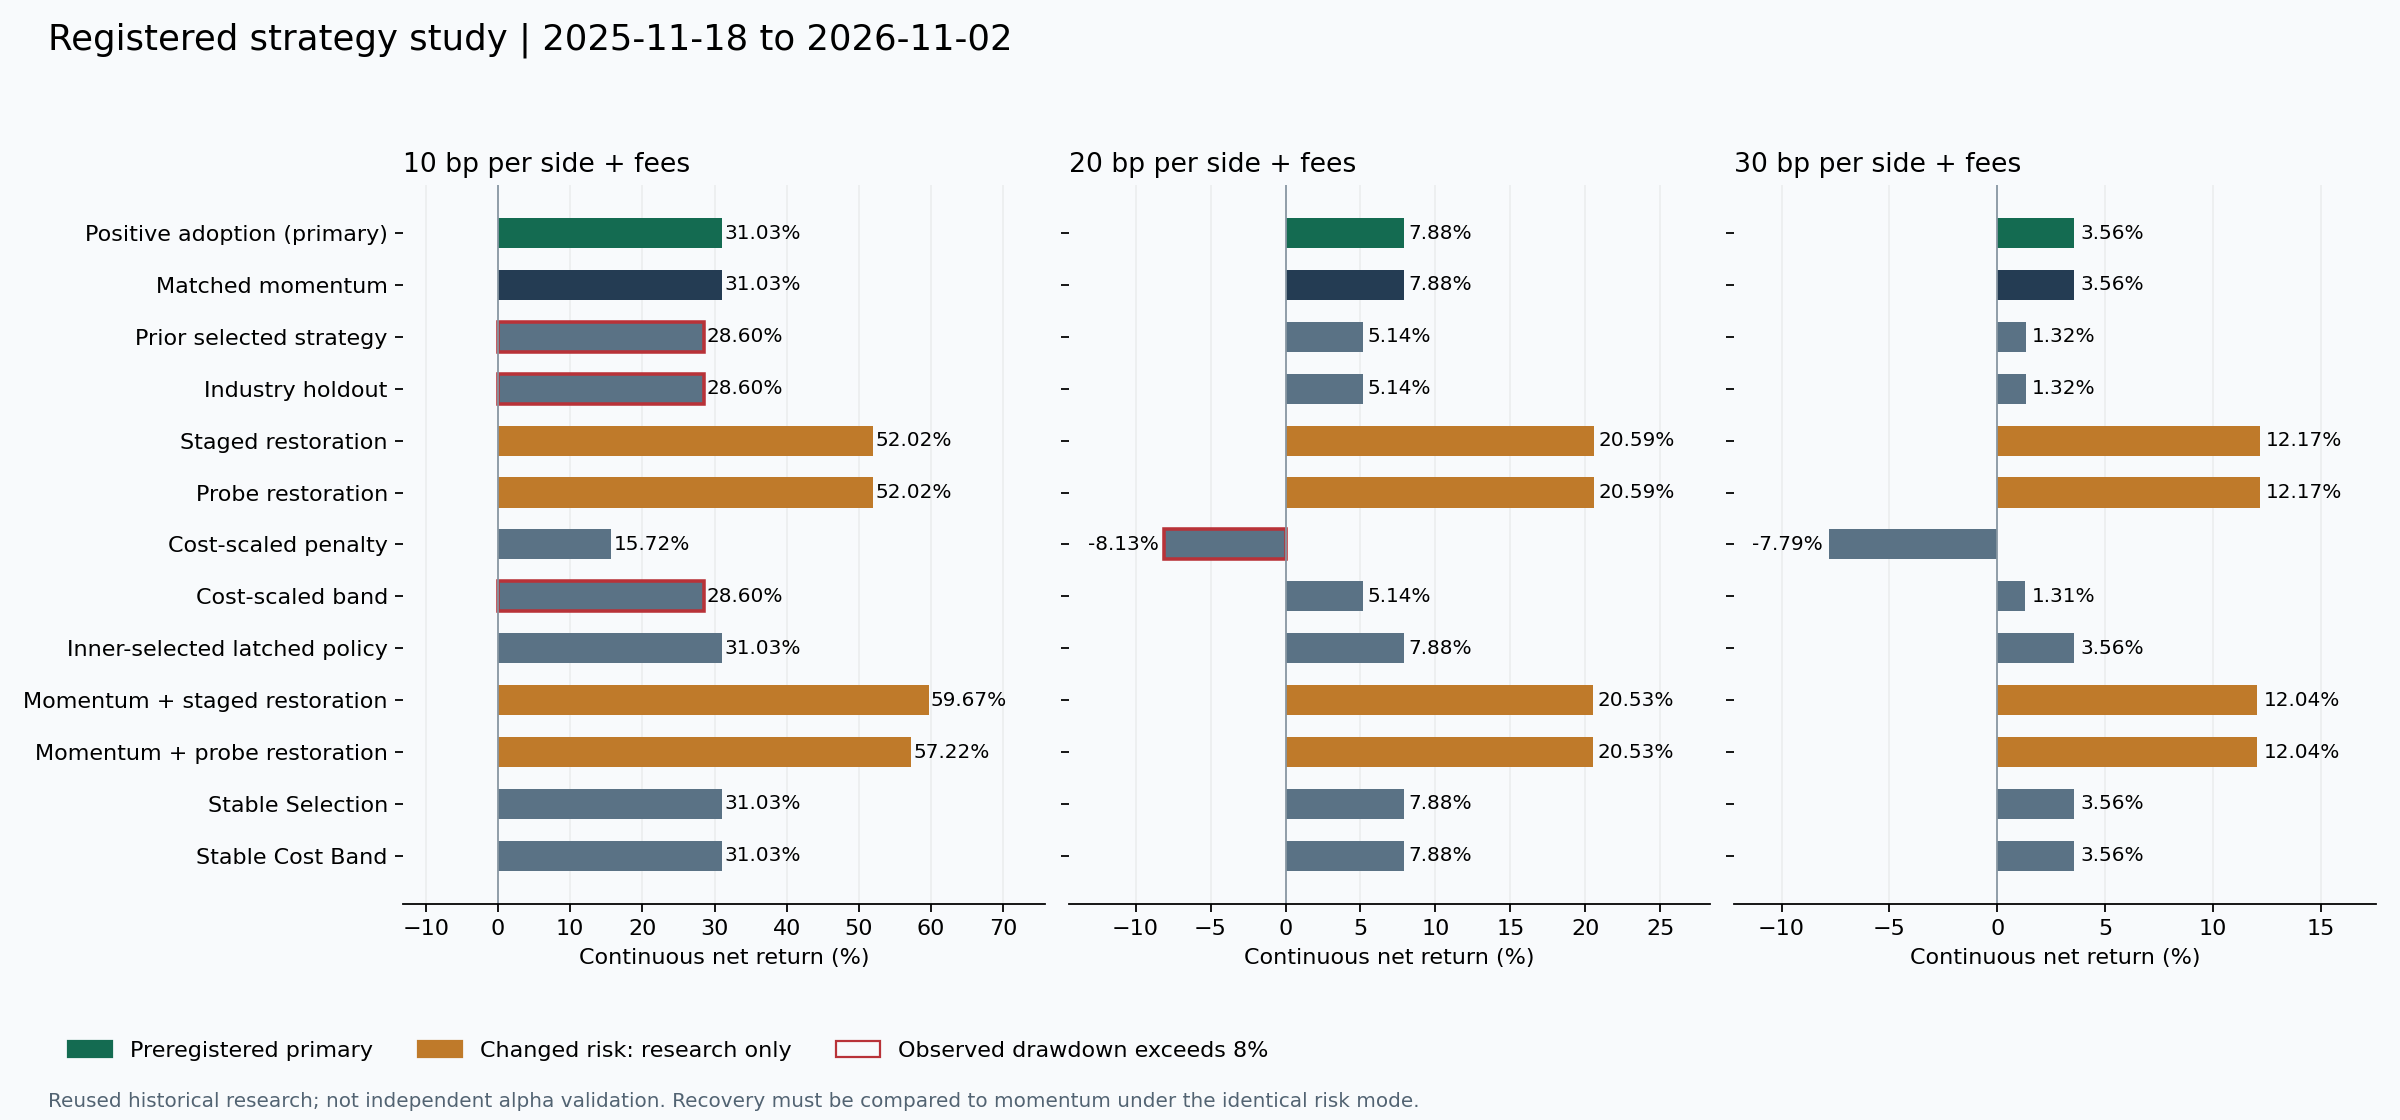 Registered strategy study | 2025-11-18 to 2026-11-02
10 bp per side + fees
20 bp per side + fees
30 bp per side + fees
Positive adoption (primary) 31.03% 7.88% 3.56%
Matched momentum 31.03% 7.88% 3.56%
Prior selected strategy 28.60% 5.14% 1.32%
Industry holdout 28.60% 5.14% 1.32%
Staged restoration 52.02% 20.59% 12.17%
Probe restoration 52.02% 20.59% 12.17%
Cost-scaled penalty 15.72% -8.13% -7.79%
Cost-scaled band 28.60% 5.14% 1.31%
Inner-selected latched policy 31.03% 7.88% 3.56%
Momentum + staged restoration 59.67% 20.53% 12.04%
Momentum + probe restoration 57.22% 20.53% 12.04%
Stable Selection 31.03% 7.88% 3.56%
Stable Cost Band 31.03% 7.88% 3.56%
−10 0 10 20 30 40 50 60 70
−10 −5 0 5 10 15 20 25
−10 −5 0 5 10 15
Continuous net return (%)
Continuous net return (%)
Continuous net return (%)
Preregistered primary
Changed risk: research only
Observed drawdown exceeds 8%
Reused historical research; not independent alpha validation. Recovery must be compared to momentum under the identical risk mode.